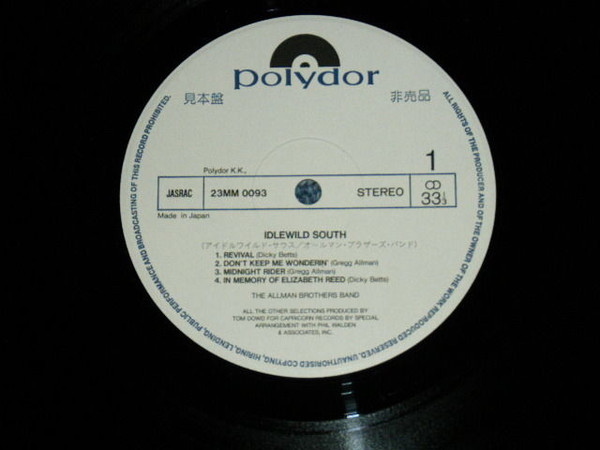 polydor
見本盤
非売品
Polydor K.K.,
1
JASRAC
23MM 0093
STEREO
CD
33 1/3
Made in Japan
IDLEWILD SOUTH
(アイドルワイルド・サウス/オールマン・ブラザーズ・バンド)
1. REVIVAL (Dicky Betts)
2. DON'T KEEP ME WONDERIN' (Gregg Allman)
3. MIDNIGHT RIDER (Gregg Allman)
4. IN MEMORY OF ELIZABETH REED (Dicky Betts)
THE ALLMAN BROTHERS BAND
ALL THE OTHER SELECTIONS PRODUCED BY
TOM DOWD FOR CAPRICORN RECORDS BY SPECIAL
ARRANGEMENT WITH PHIL WALDEN
& ASSOCIATES, INC.
ALL RIGHTS OF THE PRODUCER AND OF THE OWNER OF THE WORK REPRODUCED RESERVED. UNAUTHORISED COPYING, HIRING, LENDING, PUBLIC PERFORMANCE AND BROADCASTING OF THIS RECORD PROHIBITED.